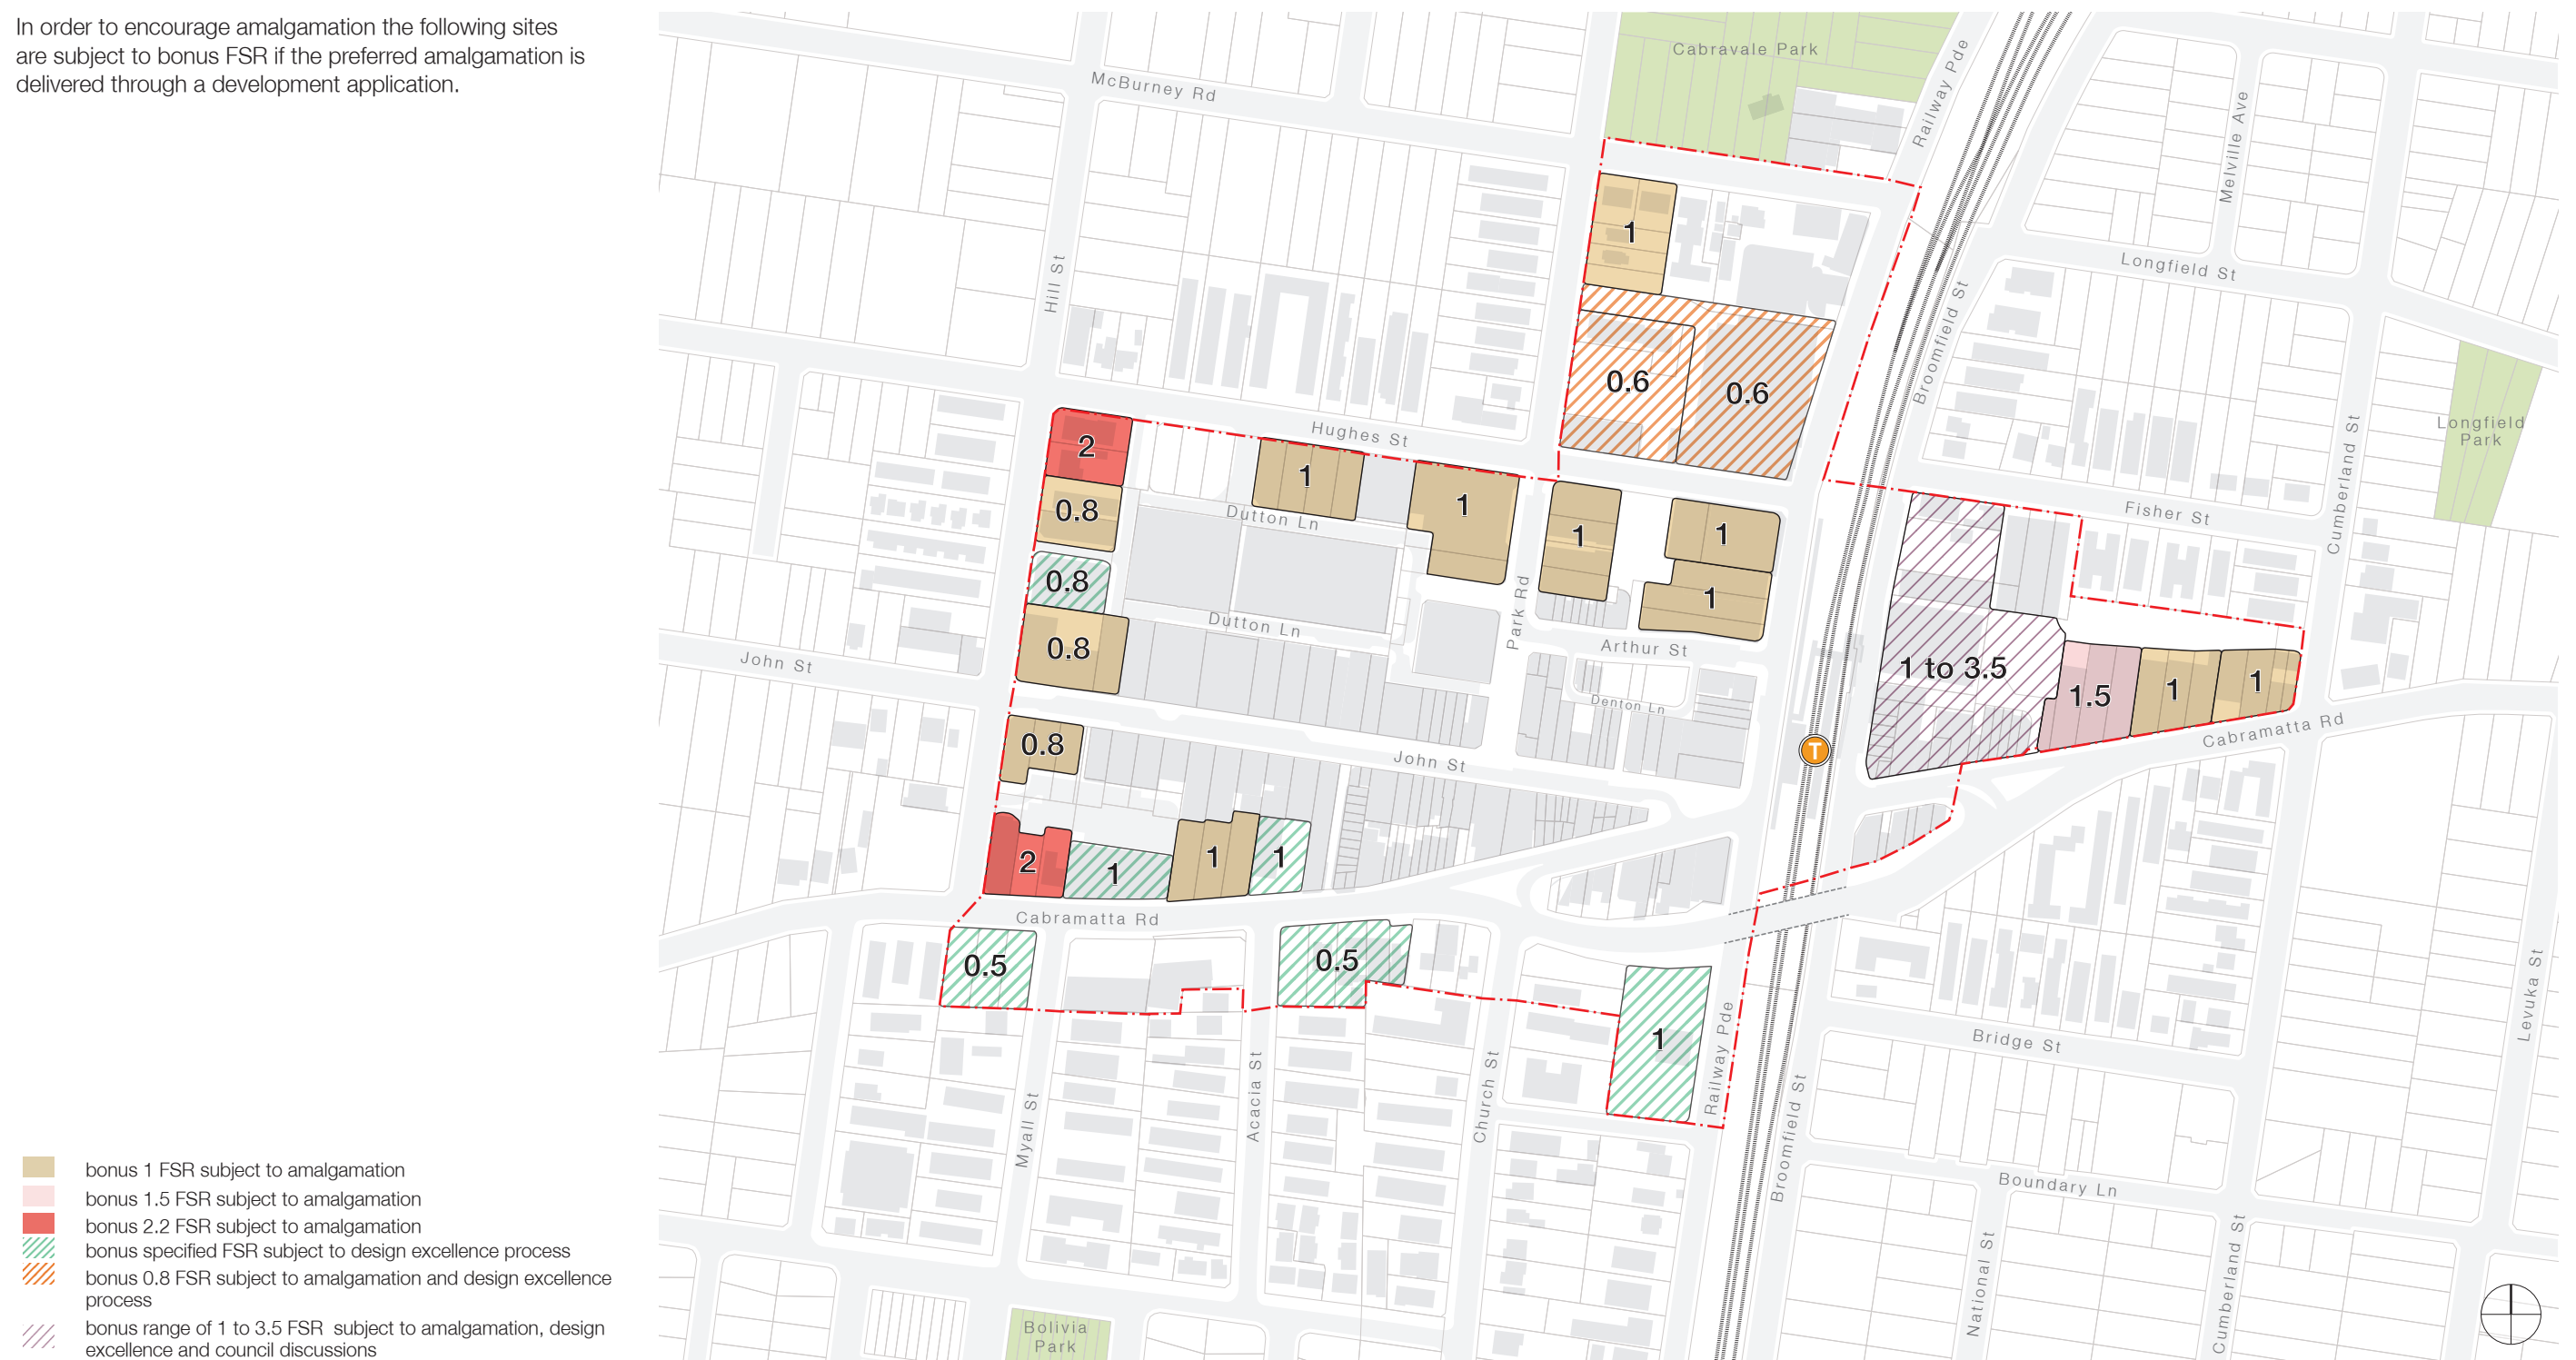 In order to encourage amalgamation the following sites
are subject to bonus FSR if the preferred amalgamation is
delivered through a development application.
Cabravale Park
Railway Pde
McBurney Rd
Melville Ave
1
Hill St
Longfield St
Broomfield St
0.6
0.6
Longfield
Park
Hughes St
2
1
1
Cumberland St
0.8
Dutton Ln
1
1
Fisher St
0.8
1
Park Rd
Dutton Ln
0.8
Arthur St
John St
1 to 3.5
1.5
1
1
Denton Ln
Cabramatta Rd
0.8
John St
T
2
1
1
1
Cabramatta Rd
0.5
0.5
Levuka St
1
Railway Pde
Bridge St
Acacia St
Church St
Myall St
Broomfield St
Boundary Ln
National St
Cumberland St
Bolivia
Park
bonus 1 FSR subject to amalgamation
bonus 1.5 FSR subject to amalgamation
bonus 2.2 FSR subject to amalgamation
bonus specified FSR subject to design excellence process
bonus 0.8 FSR subject to amalgamation and design excellence
process
bonus range of 1 to 3.5 FSR  subject to amalgamation, design
excellence and council discussions